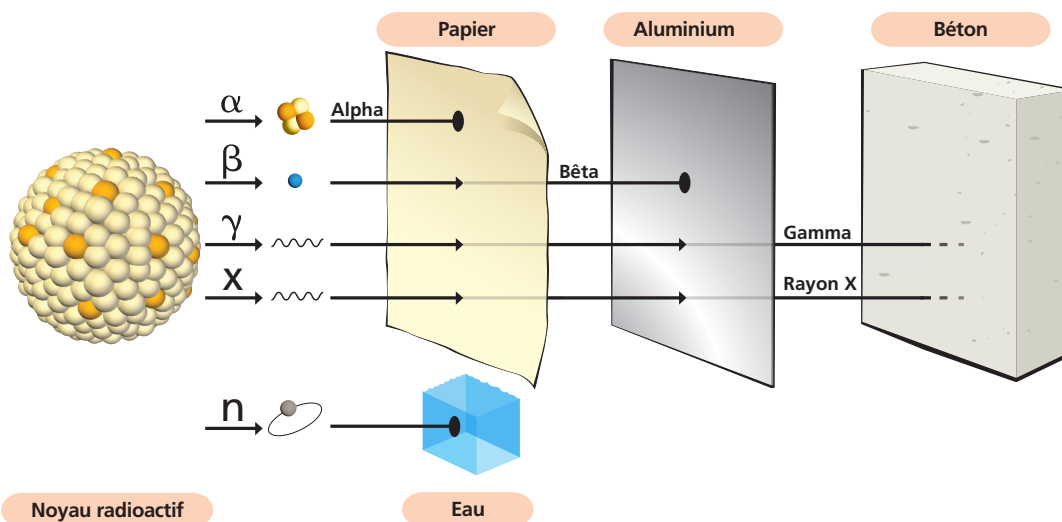 Papier
Aluminium
Béton
α
Alpha
β
Bêta
γ
Gamma
X
Rayon X
n
Noyau radioactif
Eau